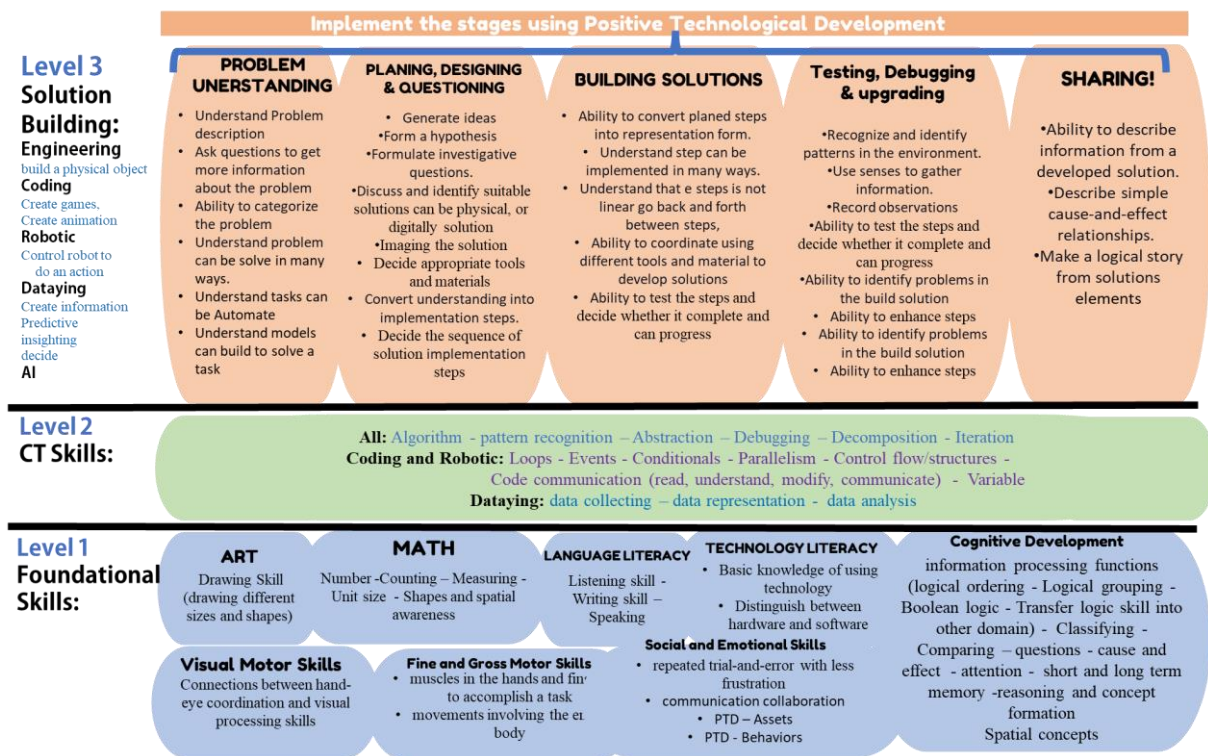 Implement the stages using Positive Technological Development
Level 3
Solution
Building:
Engineering
build a physical object
Coding
Create games,
Create animation
Robotic
Control robot to
do an action
Dataying
Create information
Predictive
insighting
decide
AI
PROBLEM
UNERSTANDING
• Understand Problem
description
• Ask questions to get
more information
about the problem
• Ability to categorize
the problem
• Understand problem
can be solve in many
ways.
• Understand tasks can
be Automate
• Understand models
can build to solve a
task
PLANING, DESIGNING
& QUESTIONING
• Generate ideas
•Form a hypothesis
•Formulate investigative
questions.
•Discuss and identify suitable
solutions can be physical, or
digitally solution
•Imaging the solution
• Decide appropriate tools
and materials
• Convert understanding into
implementation steps.
• Decide the sequence of
solution implementation
steps
BUILDING SOLUTIONS
• Ability to convert planed steps
into representation form.
• Understand step can be
implemented in many ways.
• Understand that e steps is not
linear go back and forth
between steps,
• Ability to coordinate using
different tools and material to
develop solutions
• Ability to test the steps and
decide whether it complete and
can progress
Testing, Debugging
& upgrading
•Recognize and identify
patterns in the environment.
•Use senses to gather
information.
•Record observations
•Ability to test the steps and
decide whether it complete and
can progress
•Ability to identify problems in
the build solution
• Ability to enhance steps
• Ability to identify problems
in the build solution
• Ability to enhance steps
SHARING!
•Ability to describe
information from a
developed solution.
•Describe simple
cause-and-effect
relationships.
•Make a logical story
from solutions
elements
Level 2
CT Skills:
All: Algorithm - pattern recognition – Abstraction – Debugging – Decomposition - Iteration
Coding and Robotic: Loops - Events - Conditionals - Parallelism - Control flow/structures -
Code communication (read, understand, modify, communicate) - Variable
Dataying: data collecting – data representation - data analysis
Level 1
Foundational
Skills:
ART
Drawing Skill
(drawing different
sizes and shapes)
MATH
Number -Counting – Measuring -
Unit size - Shapes and spatial
awareness
LANGUAGE LITERACY
Listening skill -
Writing skill –
Speaking
TECHNOLOGY LITERACY
• Basic knowledge of using
technology
• Distinguish between
hardware and software
Cognitive Development
information processing functions
(logical ordering - Logical grouping -
Boolean logic - Transfer logic skill into
other domain) - Classifying -
Comparing – questions - cause and
effect - attention - short and long term
memory -reasoning and concept
formation
Spatial concepts
Visual Motor Skills
Connections between hand-
eye coordination and visual
processing skills
Fine and Gross Motor Skills
• muscles in the hands and
to accomplish a task
• movements involving the
body
Social and Emotional Skills
• repeated trial-and-error with less
frustration
• communication collaboration
• PTD – Assets
• PTD - Behaviors